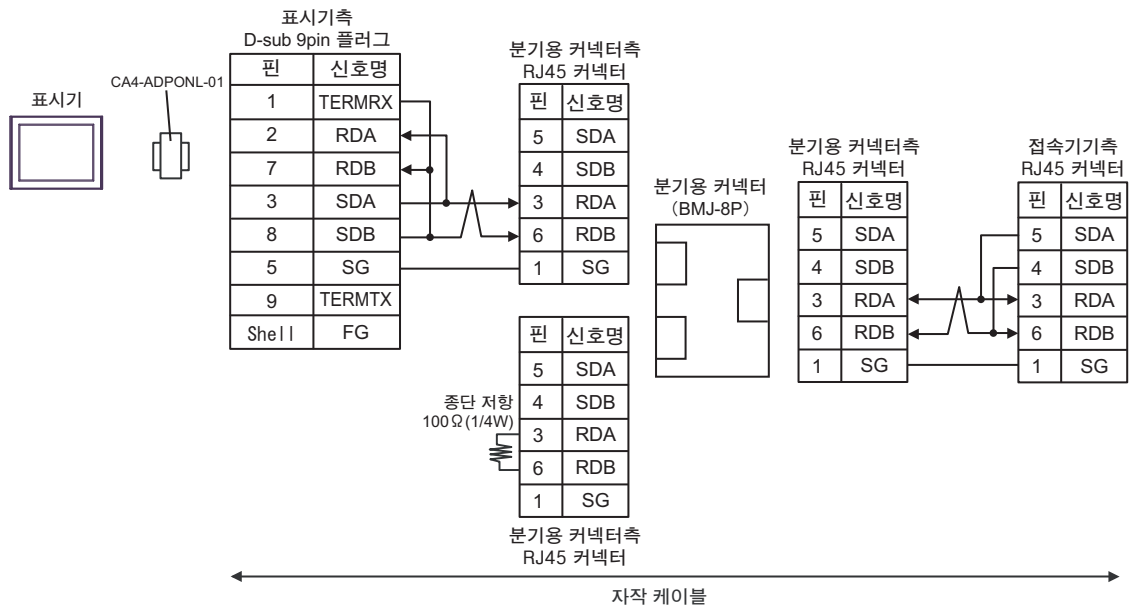 표시기
CA4-ADPONL-01
표시기측
D-sub 9pin 플러그
핀 신호명
1 TERMRX
2 RDA
7 RDB
3 SDA
8 SDB
5 SG
9 TERMTX
Shell FG
분기용 커넥터측
RJ45 커넥터
핀 신호명
5 SDA
4 SDB
3 RDA
6 RDB
1 SG
종단 저항
100Ω(1/4W)
핀 신호명
5 SDA
4 SDB
3 RDA
6 RDB
1 SG
분기용 커넥터측
RJ45 커넥터
분기용 커넥터
(BMJ-8P)
분기용 커넥터측
RJ45 커넥터
핀 신호명
5 SDA
4 SDB
3 RDA
6 RDB
1 SG
접속기기측
RJ45 커넥터
핀 신호명
5 SDA
4 SDB
3 RDA
6 RDB
1 SG
자작 케이블